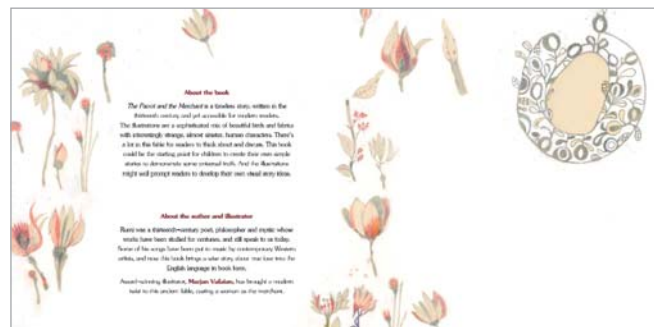 About the book
The Parrot and the Merchant is a timeless story, written in the
thirteenth century and yet accessible for modern readers.
The illustrations are a sophisticated mix of beautiful birds and fabrics
with interestingly strange, almost sinister, human characters. There's
a lot in this fable for readers to think about and discuss. This book
could be the starting point for children to create their own simple
stories to demonstrate some universal truth. And the illustrations
might well prompt readers to develop their own visual story ideas.
About the author and illustrator
Rumi was a thirteenth-century poet, philosopher and mystic whose
works have been studied for centuries, and still speak to us today.
Some of his songs have been put to music by contemporary Western
artists, and now this book brings a wise story about true love into the
English language in book form.
Award-winning illustrator, Marjan Vafaian, has brought a modern
twist to this ancient fable, casting a woman as the merchant.